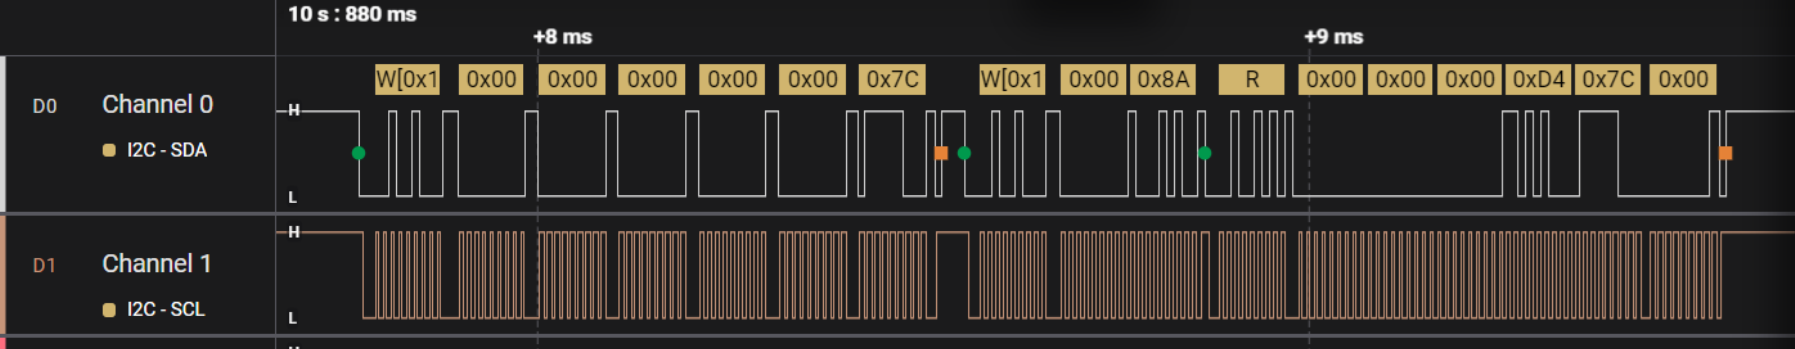 10 s : 880 ms
+8 ms
+9 ms
W[0x1 0x00 0x00 0x00 0x00 0x00 0x7C W[0x1 0x00 0x8A R 0x00 0x00 0x00 0xD4 0x7C 0x00
D0 Channel 0
H
I2C - SDA
L
H
D1 Channel 1
I2C - SCL
L